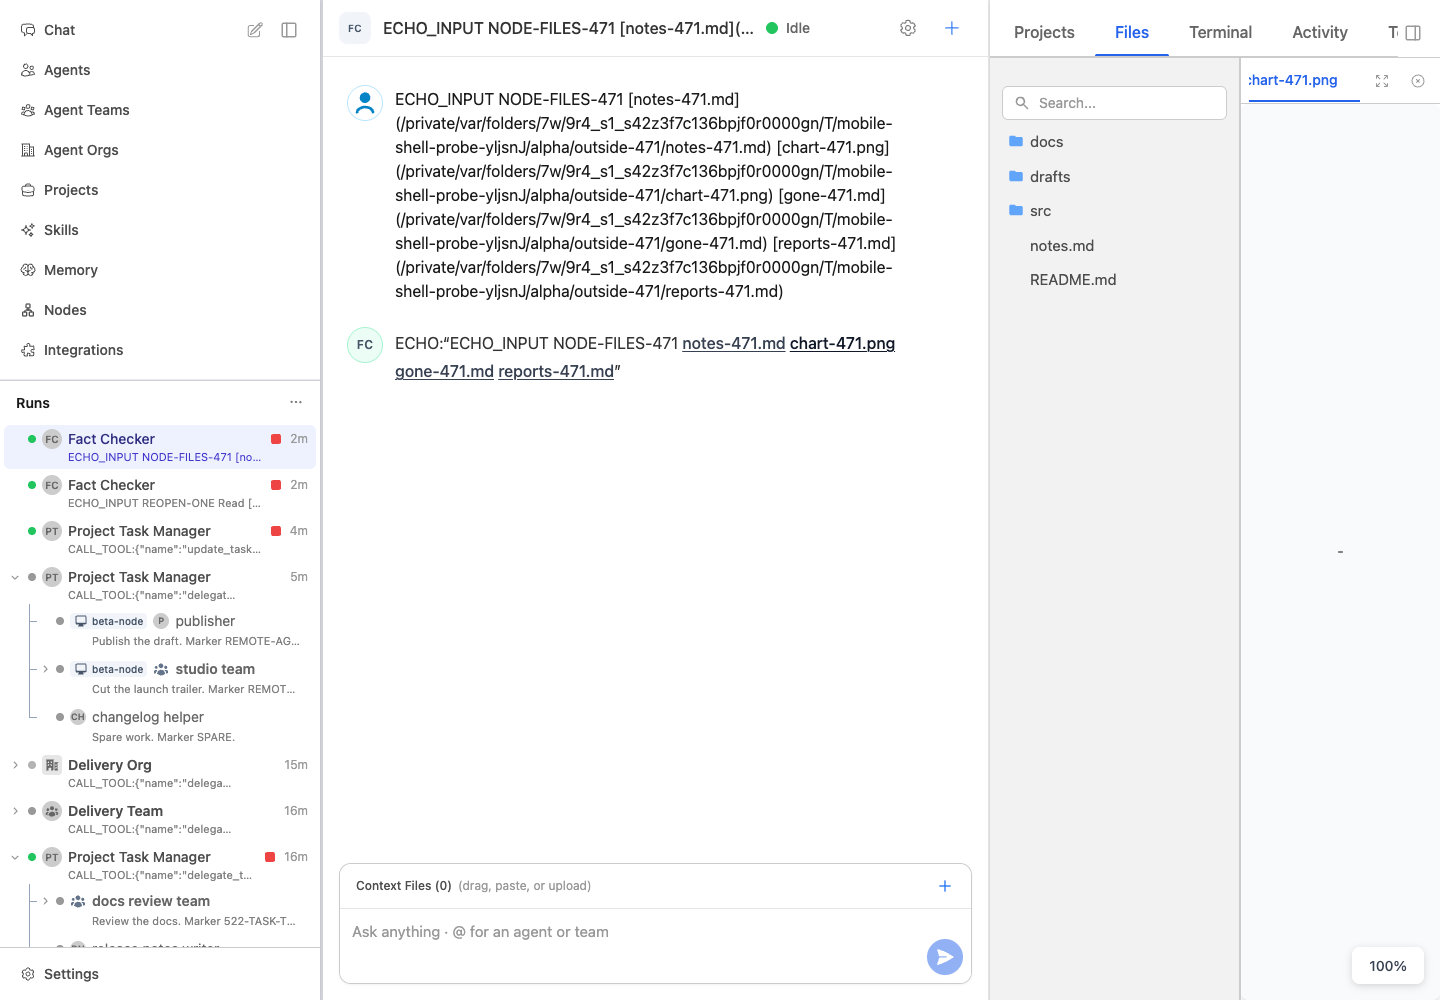 Chat
Agents
Agent Teams
Agent Orgs
Projects
Skills
Memory
Nodes
Integrations
Runs
FC Fact Checker 2m
ECHO_INPUT NODE-FILES-471 [no...
FC Fact Checker 2m
ECHO_INPUT REOPEN-ONE Read [...
PT Project Task Manager 4m
CALL_TOOL:{"name":"update_task...
PT Project Task Manager 5m
CALL_TOOL:{"name":"delegat...
beta-node P publisher
Publish the draft. Marker REMOTE-AG...
beta-node studio team
Cut the launch trailer. Marker REMOT...
CH changelog helper
Spare work. Marker SPARE.
Delivery Org 15m
CALL_TOOL:{"name":"delega...
Delivery Team 16m
CALL_TOOL:{"name":"delega...
PT Project Task Manager 16m
CALL_TOOL:{"name":"delegate_t...
docs review team
Review the docs. Marker 522-TASK-T...
Settings
FC ECHO_INPUT NODE-FILES-471 [notes-471.md](... Idle
ECHO_INPUT NODE-FILES-471 [notes-471.md]
(/private/var/folders/7w/9r4_s1_s42z3f7c136bpjf0r0000gn/T/mobile-
shell-probe-yljsnJ/alpha/outside-471/notes-471.md) [chart-471.png]
(/private/var/folders/7w/9r4_s1_s42z3f7c136bpjf0r0000gn/T/mobile-
shell-probe-yljsnJ/alpha/outside-471/chart-471.png) [gone-471.md]
(/private/var/folders/7w/9r4_s1_s42z3f7c136bpjf0r0000gn/T/mobile-
shell-probe-yljsnJ/alpha/outside-471/gone-471.md) [reports-471.md]
(/private/var/folders/7w/9r4_s1_s42z3f7c136bpjf0r0000gn/T/mobile-
shell-probe-yljsnJ/alpha/outside-471/reports-471.md)
FC ECHO:“ECHO_INPUT NODE-FILES-471 notes-471.md chart-471.png
gone-471.md reports-471.md”
Context Files (0) (drag, paste, or upload)
Ask anything · @ for an agent or team
Projects Files Terminal Activity
Search...
docs
drafts
src
notes.md
README.md
chart-471.png
-
100%